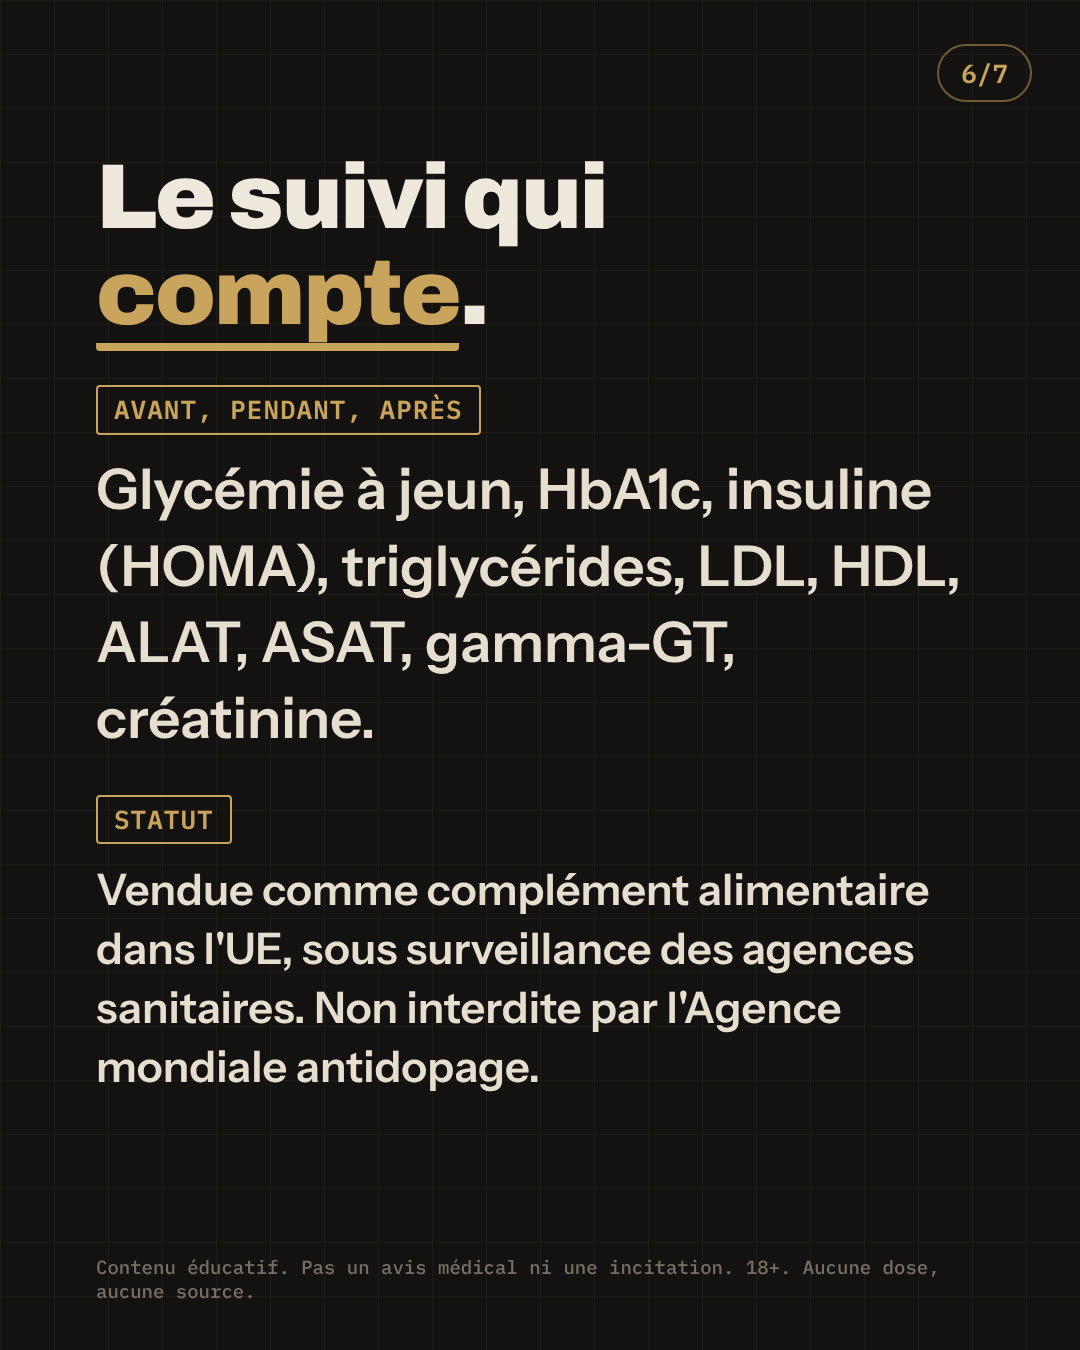 6/7
Le suivi qui
compte.
AVANT, PENDANT, APRÈS
Glycémie à jeun, HbA1c, insuline
(HOMA), triglycérides, LDL, HDL,
ALAT, ASAT, gamma-GT,
créatinine.
STATUT
Vendue comme complément alimentaire
dans l'UE, sous surveillance des agences
sanitaires. Non interdite par l'Agence
mondiale antidopage.
Contenu éducatif. Pas un avis médical ni une incitation. 18+. Aucune dose,
aucune source.